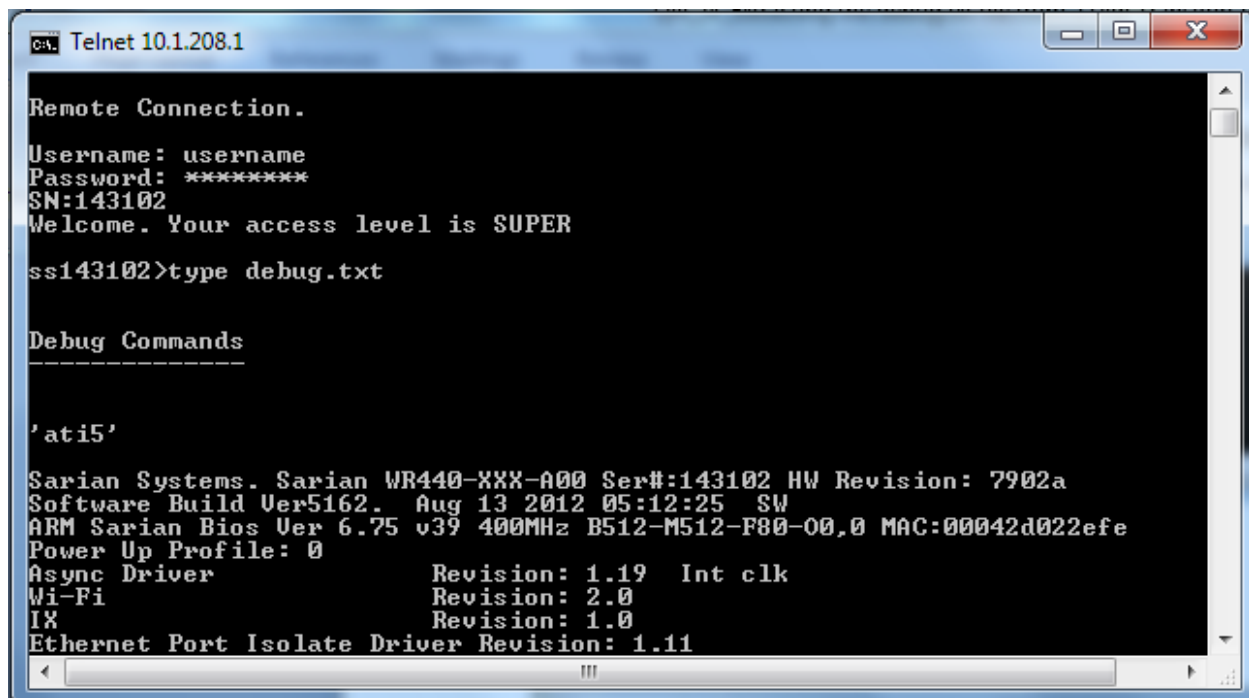 Telnet 10.1.208.1
Remote Connection.
Username: username
Password: ********
SN:143102
Welcome. Your access level is SUPER
ss143102>type debug.txt
Debug Commands
--------------
'ati5'
Sarian Systems. Sarian WR440-XXX-A00 Ser#:143102 HW Revision: 7902a
Software Build Ver5162.  Aug 13 2012 05:12:25  SW
ARM Sarian Bios Ver 6.75 v39 400MHz B512-M512-F80-O0,0 MAC:00042d022efe
Power Up Profile: 0
Async Driver              Revision: 1.19  Int clk
Wi-Fi                     Revision: 2.0
IX                        Revision: 1.0
Ethernet Port Isolate Driver Revision: 1.11